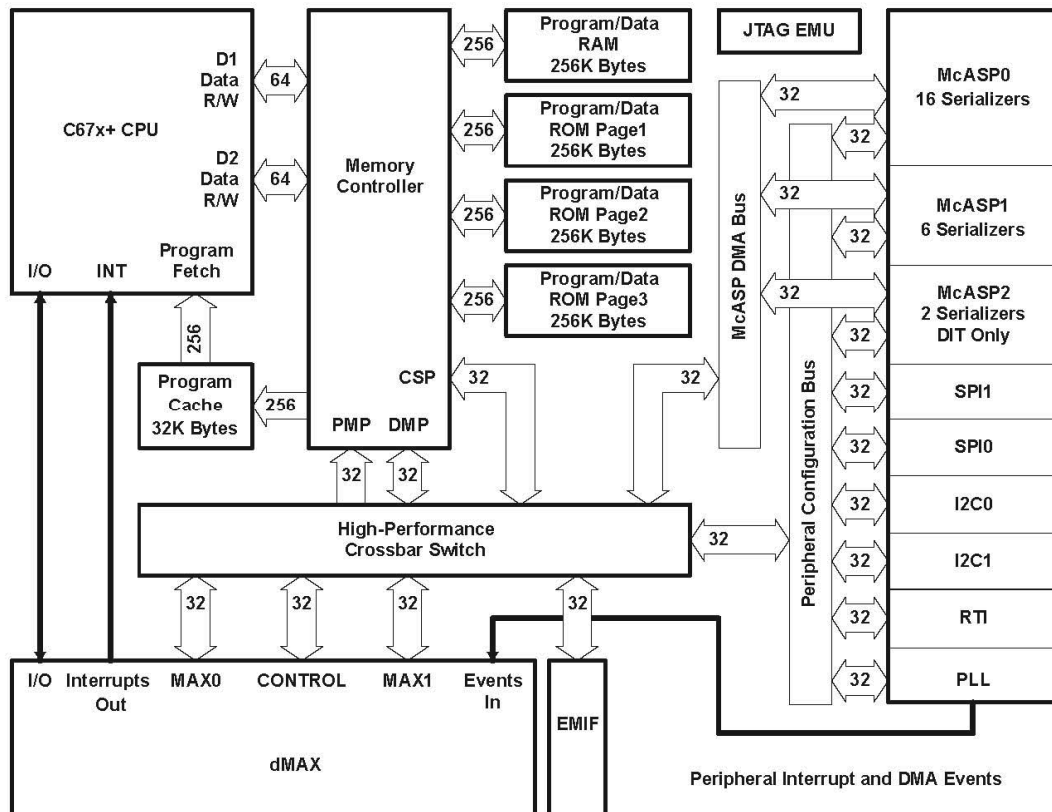 D1
Data
R/W
64
C67x+ CPU
D2
Data
R/W
64
Program
Fetch
I/O
INT
256
Program
Cache
32K Bytes
256
Memory
Controller
CSP
32
PMP
DMP
32
32
256
Program/Data
RAM
256K Bytes
256
Program/Data
ROM Page1
256K Bytes
256
Program/Data
ROM Page2
256K Bytes
256
Program/Data
ROM Page3
256K Bytes
JTAG EMU
McASP DMA Bus
32
Peripheral Configuration Bus
32
High-Performance
Crossbar Switch
32
32
32
32
I/O
Interrupts
Out
MAX0
CONTROL
MAX1
Events
In
dMAX
EMIF
32
32
McASP0
16 Serializers
32
32
McASP1
6 Serializers
32
32
McASP2
2 Serializers
DIT Only
32
32
SPI1
32
SPI0
32
I2C0
32
I2C1
32
RTI
32
PLL
Peripheral Interrupt and DMA Events